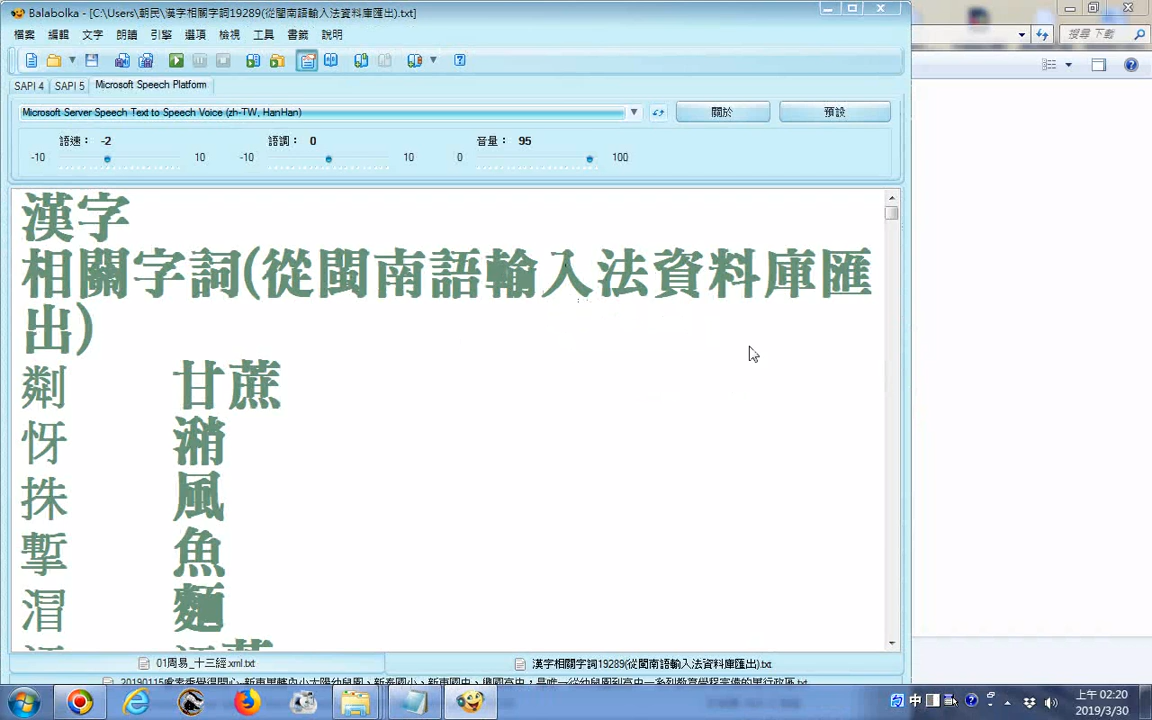 Balabolka - [C:\Users\朝民\漢字相關字詞19289(從閩南語輸入法資料庫匯出).txt]
檔案 編輯 文字 朗讀 引擎 選項 檢視 工具 書籤 說明
搜尋 下載
SAPI 4 SAPI 5 Microsoft Speech Platform
Microsoft Server Speech Text to Speech Voice (zh-TW, HanHan) 關於 預設
語速： -2 語調： 0 音量： 95
-10 10 -10 10 0 100
漢字
相關字詞(從閩南語輸入法資料庫匯
出)
甘蔗
風
魚
麵
01周易_十三經.xml.txt 漢字相關字詞19289(從閩南語輸入法資料庫匯出).txt
中 上午 02:20
2019/3/30